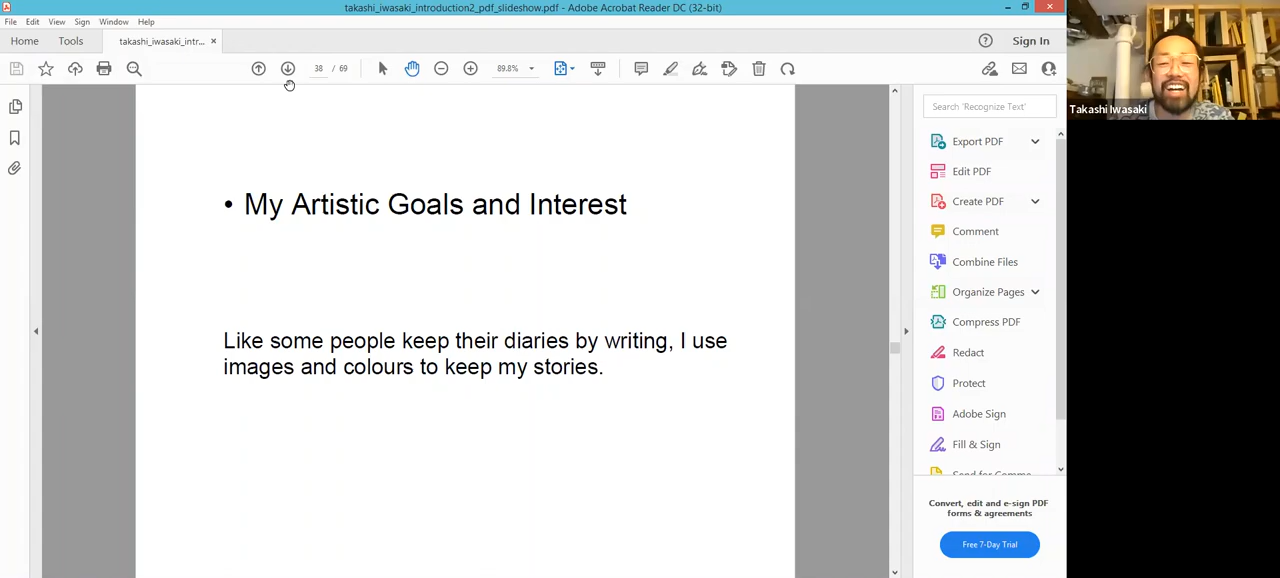 takashi_iwasaki_introduction2_pdf_slideshow.pdf - Adobe Acrobat Reader DC (32-bit)
File Edit View Sign Window Help
Home Tools takashi_iwasaki_intr... ×
Sign In
38 / 69 89.8%
Takashi Iwasaki
• My Artistic Goals and Interest
Like some people keep their diaries by writing, I use
images and colours to keep my stories.
Search 'Recognize Text'
Export PDF
Edit PDF
Create PDF
Comment
Combine Files
Organize Pages
Compress PDF
Redact
Protect
Adobe Sign
Fill & Sign
Send for Comme
Convert, edit and e-sign PDF
forms & agreements
Free 7-Day Trial